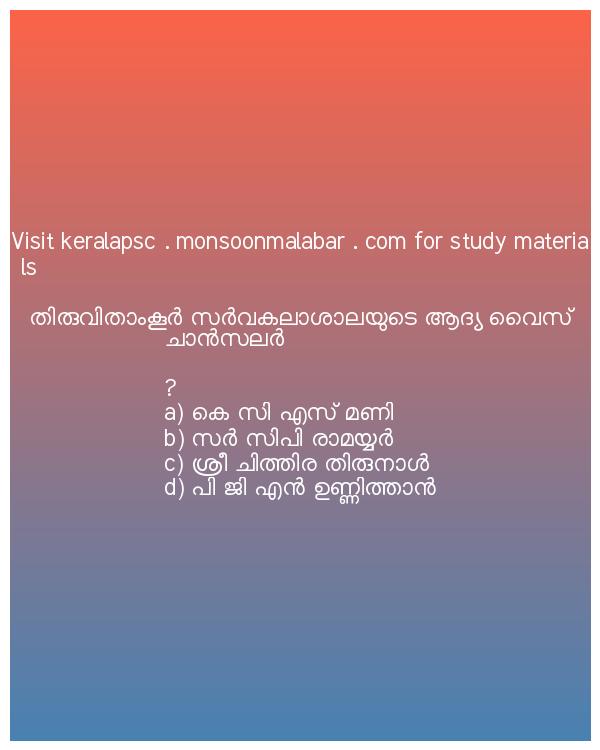 Visit keralapsc . monsoonmalabar . com for study materia
ls
തിരുവിതാംകൂർ സർവകലാശാലയുടെ ആദ്യ വൈസ്
ചാൻസലർ
?
a) കെ സി എസ് മണി
b) സർ സിപി രാമയ്യർ
c) ശ്രീ ചിത്തിര തിരുനാൾ
d) പി ജി എൻ ഉണ്ണിത്താൻ